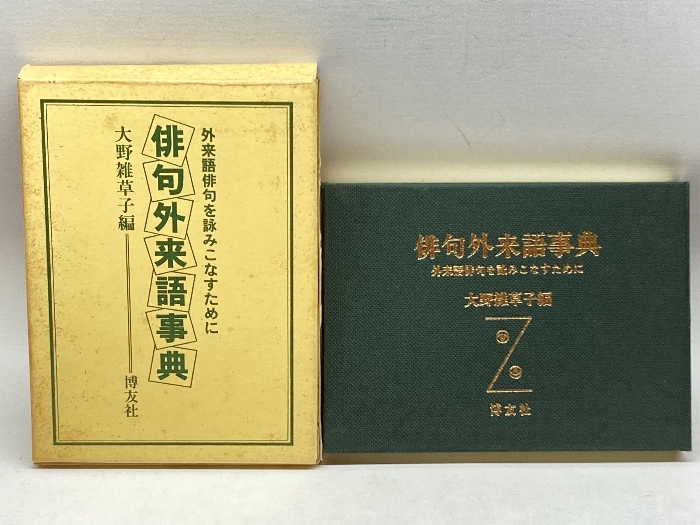 外来語俳句を詠みこなすために
俳句外来語事典
大野雑草子編
博友社
俳句外来語事典
外来語俳句を詠みこなすために
大野雑草子編
博友社